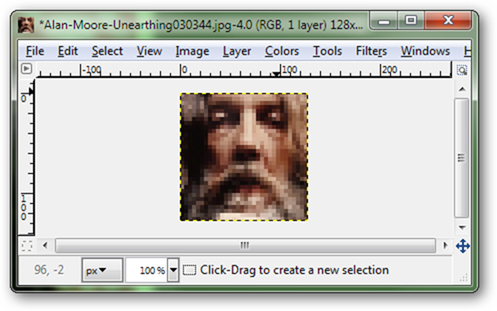 *Alan-Moore-Unearthing030344.jpg-4.0 (RGB, 1 layer) 128x...
File Edit Select View Image Layer Colors Tools Filters Windows H
-100 0 100 200
0
100
96, -2 px 100% Click-Drag to create a new selection